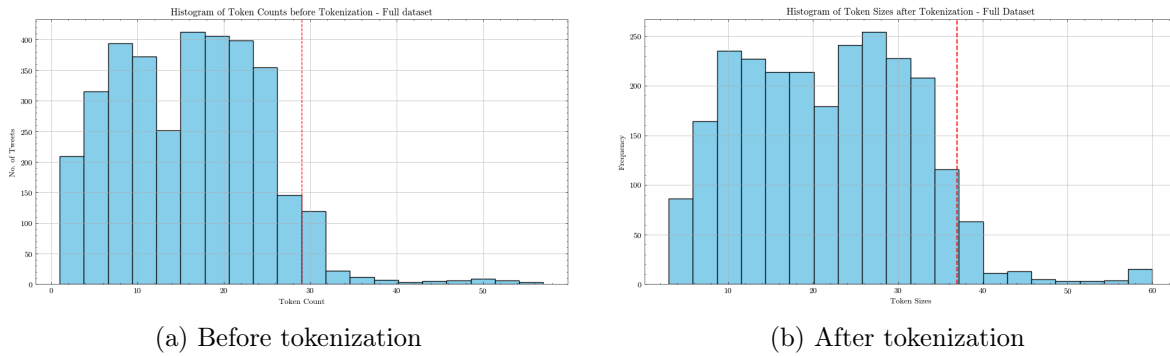 Histogram of Token Counts before Tokenization - Full dataset
No. of Tweets
400
350
300
250
200
150
100
50
0
0 10 20 30 40 50
Token Count
(a) Before tokenization
Histogram of Token Sizes after Tokenization - Full Dataset
Frequency
250
200
150
100
50
0
10 20 30 40 50 60
Token Sizes
(b) After tokenization